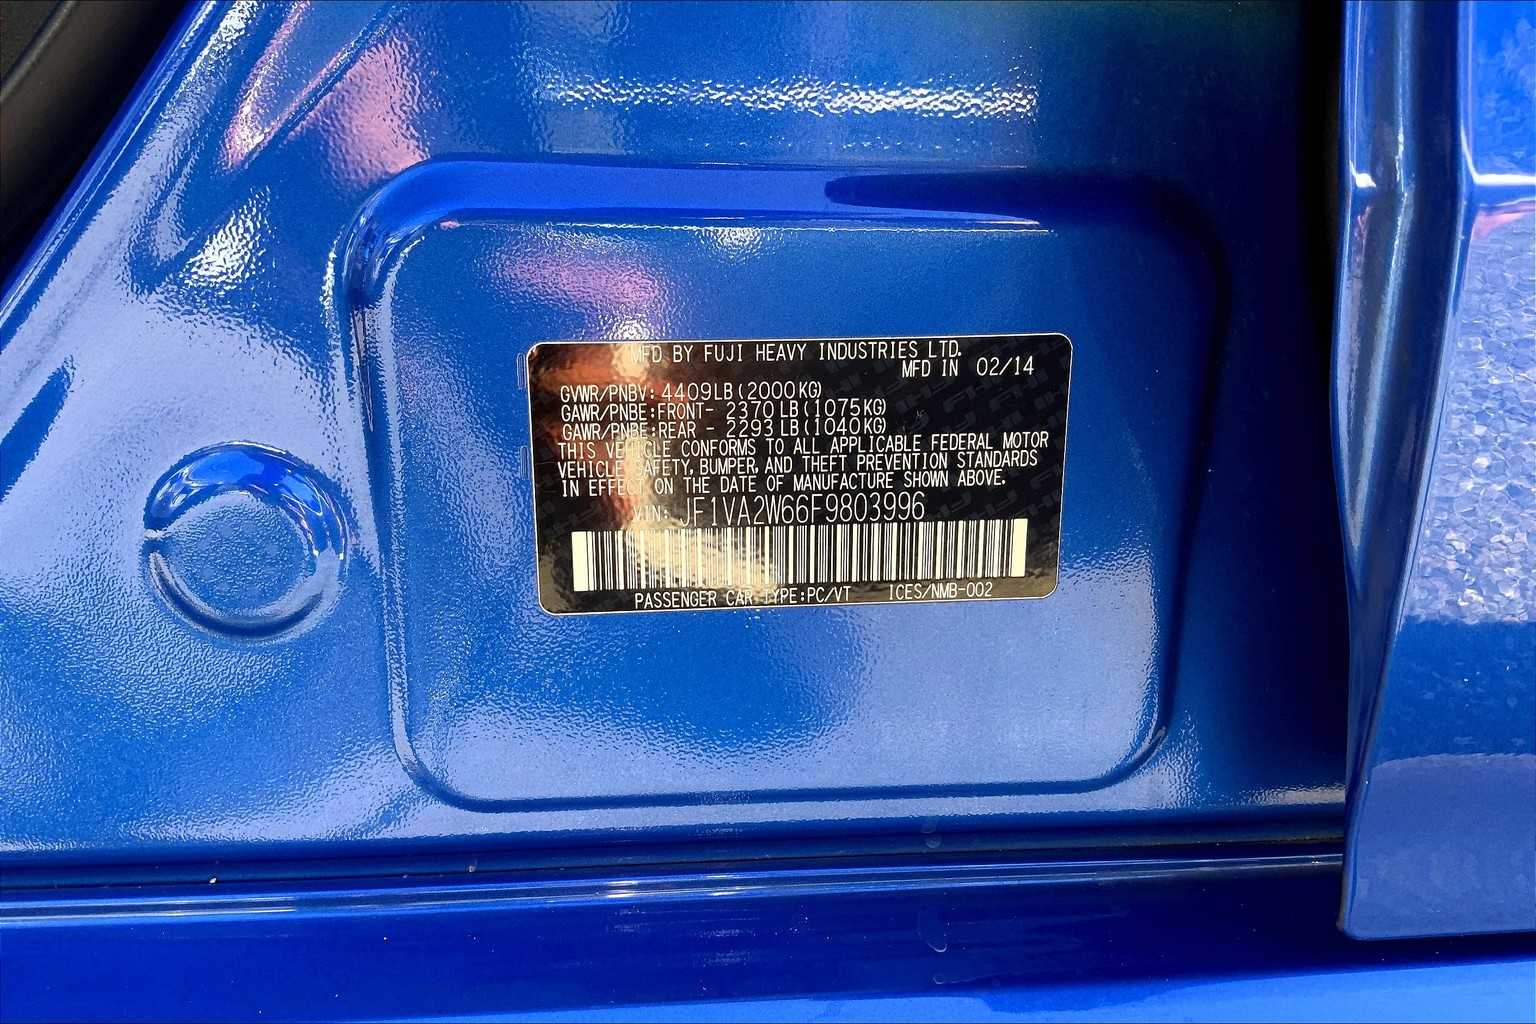 MFD BY FUJI HEAVY INDUSTRIES LTD.
MFD IN 02/14
GVWR/PNBV: 4409LB(2000KG)
GAWR/PNBE:FRONT- 2370LB(1075KG)
GAWR/PNBE:REAR - 2293LB(1040KG)
THIS VEHICLE CONFORMS TO ALL APPLICABLE FEDERAL MOTOR
VEHICLE SAFETY, BUMPER, AND THEFT PREVENTION STANDARDS
IN EFFECT ON THE DATE OF MANUFACTURE SHOWN ABOVE.
VIN: JF1VA2W66F9803996
PASSENGER CAR TYPE:PC/VT ICES/NMB-002